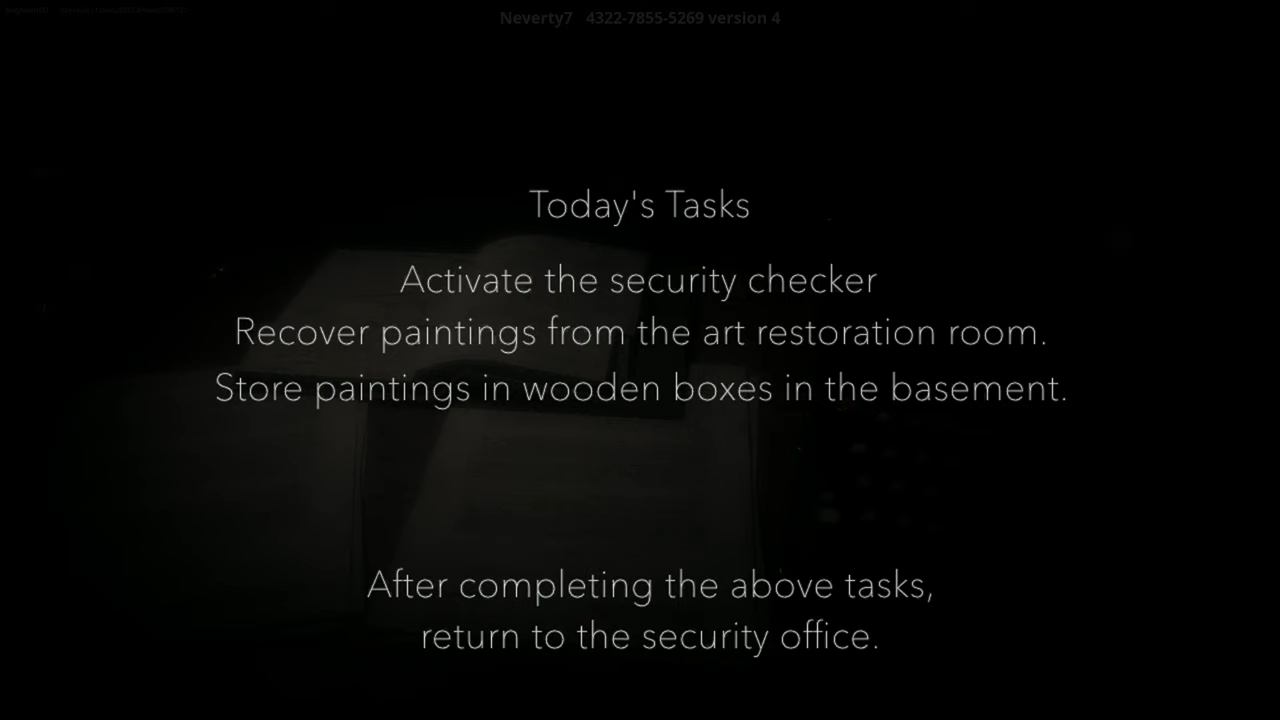 Neverty7 4322-7855-5269 version 4
Today's Tasks
Activate the security checker
Recover paintings from the art restoration room.
Store paintings in wooden boxes in the basement.
After completing the above tasks,
return to the security office.